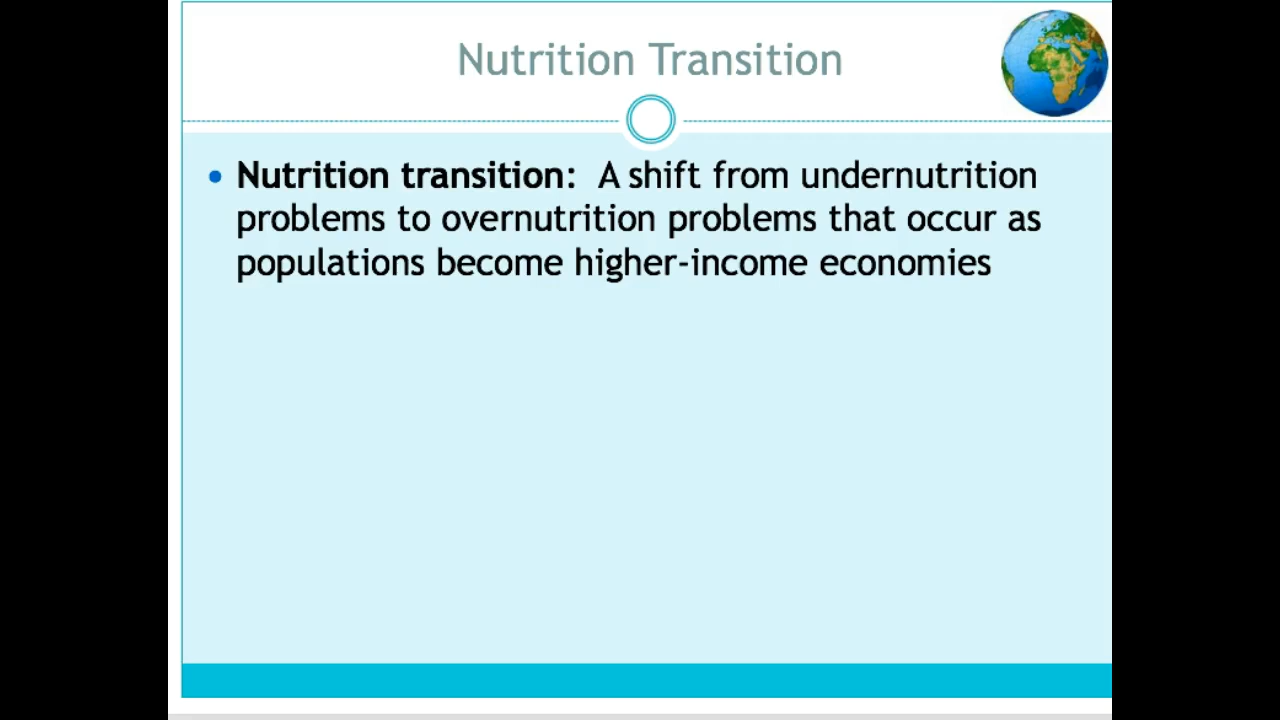 Nutrition Transition
• Nutrition transition:  A shift from undernutrition
problems to overnutrition problems that occur as
populations become higher-income economies